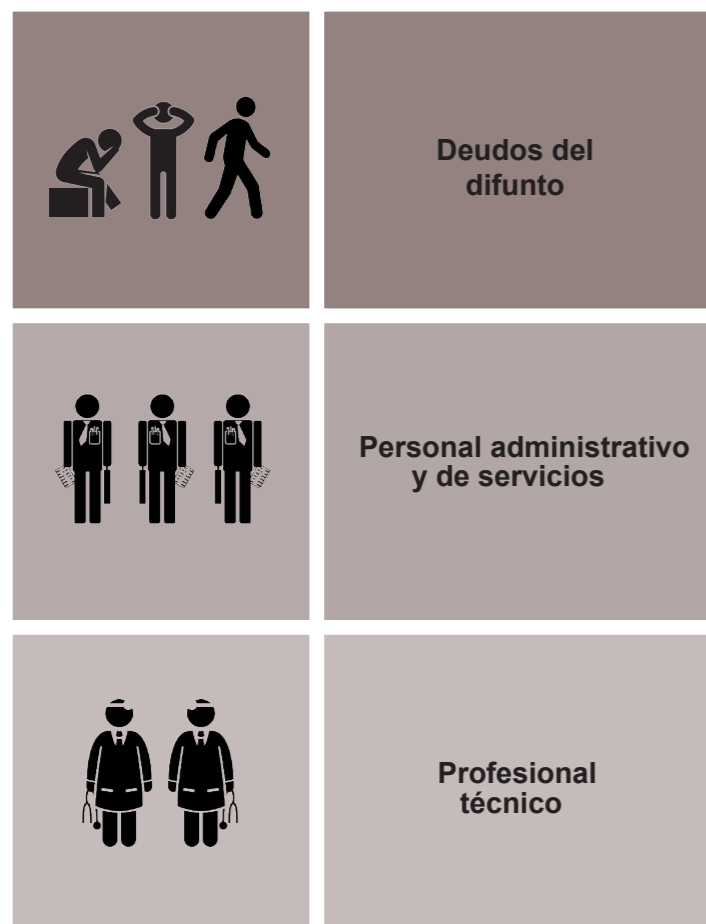 Deudos del
difunto
Personal administrativo
y de servicios
Profesional
técnico